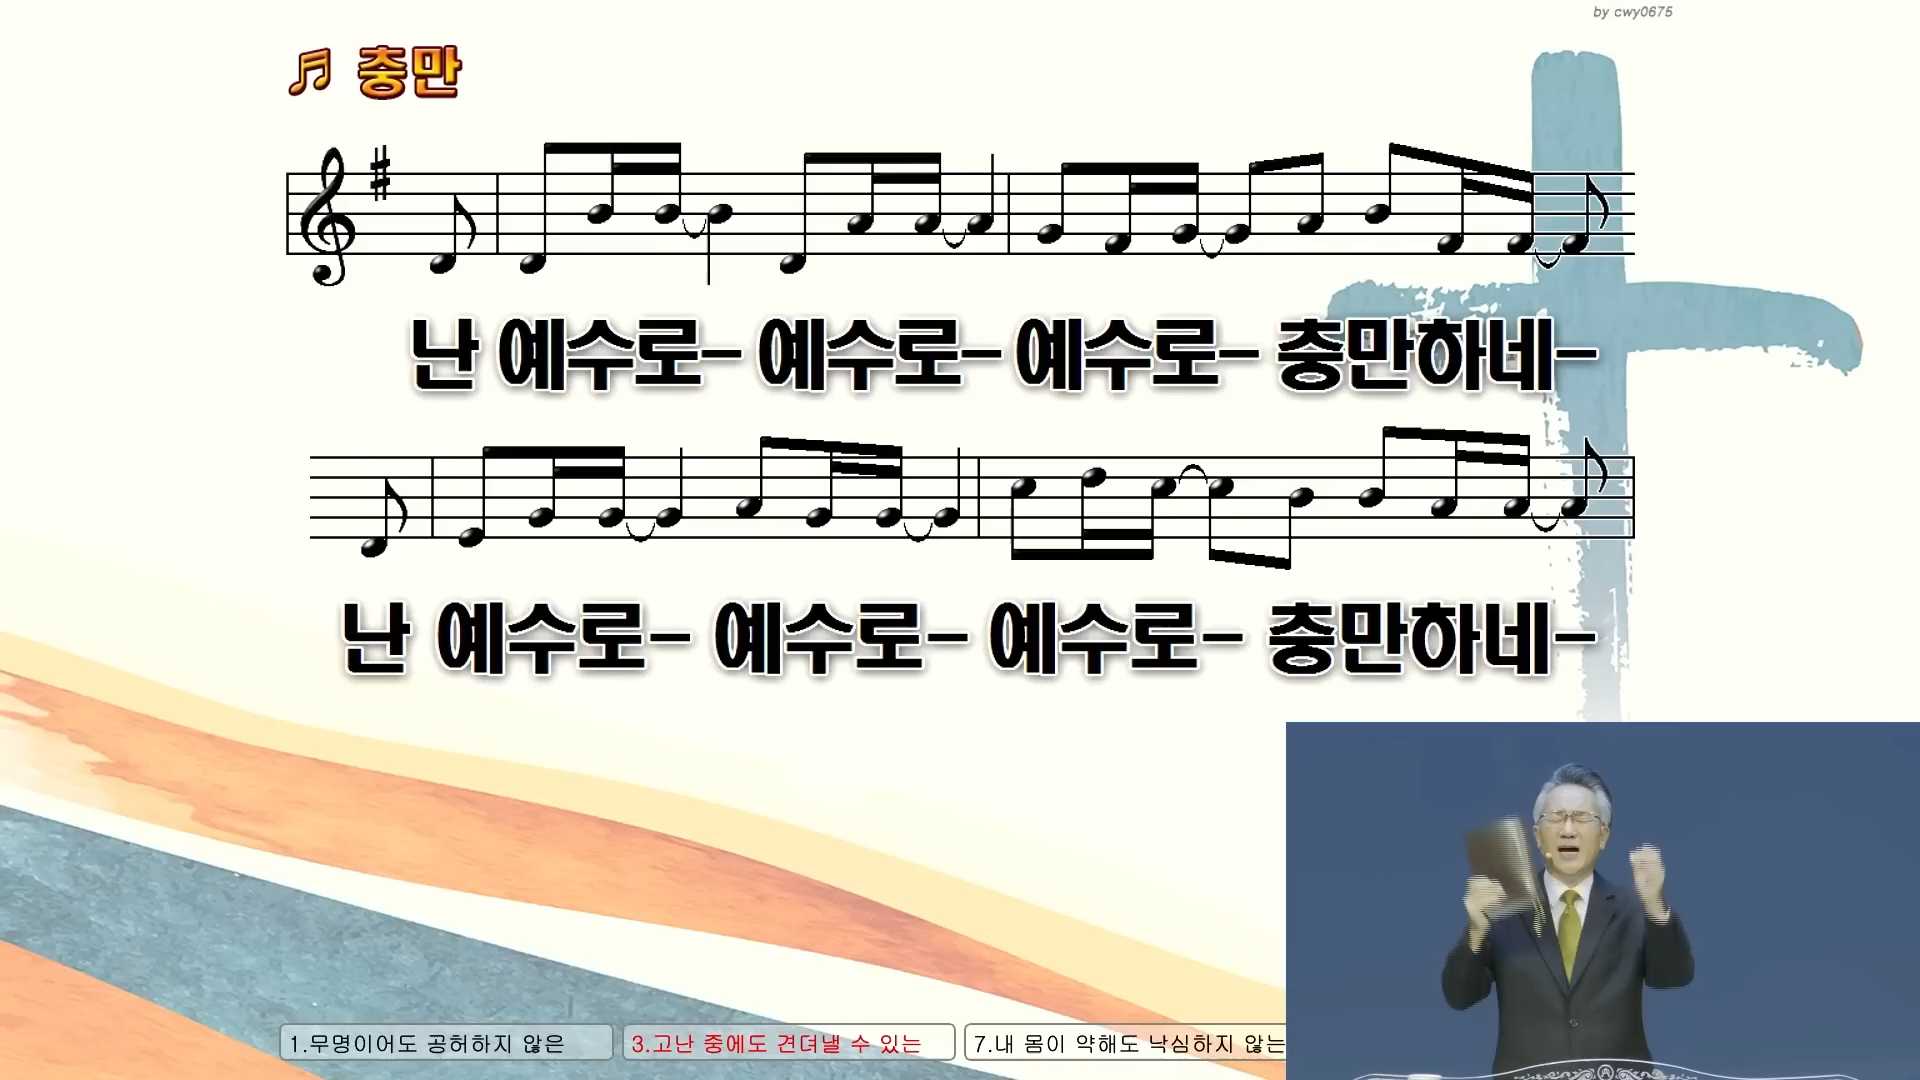 by cwy0675
충만
난 예수로- 예수로- 예수로- 충만하네-
난 예수로- 예수로- 예수로- 충만하네-
1.무명이어도 공허하지 않은
3.고난 중에도 견뎌낼 수 있는
7.내 몸이 약해도 낙심하지 않는